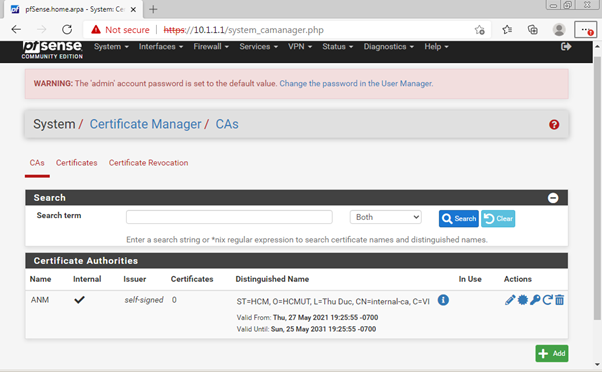 pfSense.home.arpa - System: Cer
Not secure
https://10.1.1.1/system_camanager.php
pfsense
COMMUNITY EDITION
System
Interfaces
Firewall
Services
VPN
Status
Diagnostics
Help
WARNING: The 'admin' account password is set to the default value. Change the password in the User Manager.
System / Certificate Manager / CAs
CAs Certificates Certificate Revocation
Search
Search term Both Search Clear
Enter a search string or *nix regular expression to search certificate names and distinguished names.
Certificate Authorities
Name Internal Issuer Certificates Distinguished Name In Use Actions
ANM self-signed 0 ST=HCM, O=HCMUT, L=Thu Duc, CN=internal-ca, C=VI
Valid From: Thu, 27 May 2021 19:25:55 -0700
Valid Until: Sun, 25 May 2031 19:25:55 -0700
Add